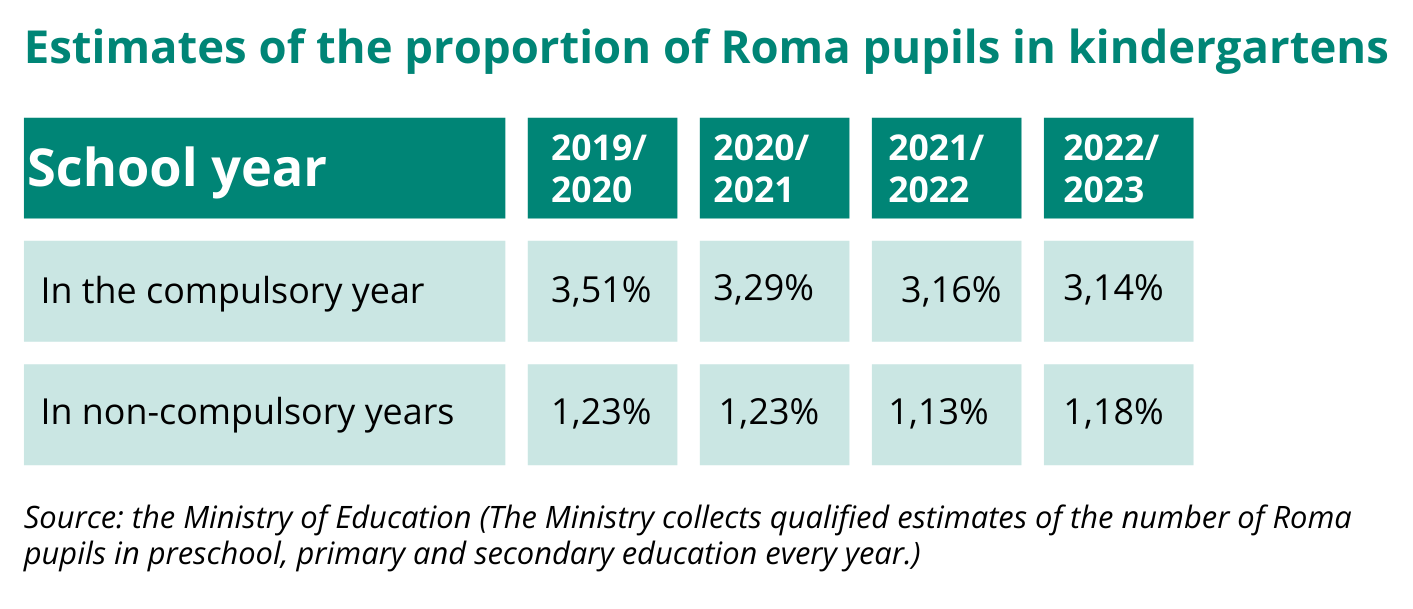 Estimates of the proportion of Roma pupils in kindergartens
School year 2019/ 2020/ 2021/ 2022/
2020 2021 2022 2023
In the compulsory year 3,51% 3,29% 3,16% 3,14%
In non-compulsory years 1,23% 1,23% 1,13% 1,18%
Source: the Ministry of Education (The Ministry collects qualified estimates of the number of Roma
pupils in preschool, primary and secondary education every year.)